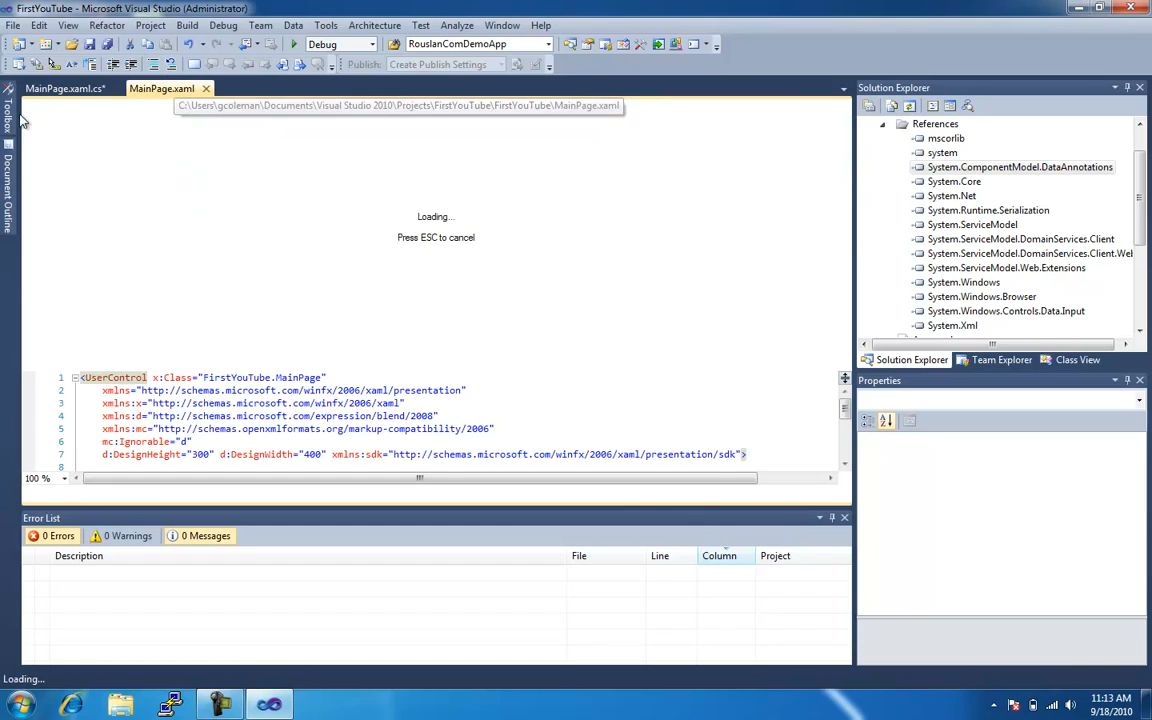 FirstYouTube - Microsoft Visual Studio (Administrator)
File Edit View Refactor Project Build Debug Team Data Tools Architecture Test Analyze Window Help
Debug RouslanComDemoApp
Publish: Create Publish Settings
MainPage.xaml.cs* MainPage.xaml
C:\Users\gcoleman\Documents\Visual Studio 2010\Projects\FirstYouTube\FirstYouTube\MainPage.xaml
Toolbox
Document Outline
Loading...
Press ESC to cancel
1 <UserControl x:Class="FirstYouTube.MainPage"
2 xmlns="http://schemas.microsoft.com/winfx/2006/xaml/presentation"
3 xmlns:x="http://schemas.microsoft.com/winfx/2006/xaml"
4 xmlns:d="http://schemas.microsoft.com/expression/blend/2008"
5 xmlns:mc="http://schemas.openxmlformats.org/markup-compatibility/2006"
6 mc:Ignorable="d"
7 d:DesignHeight="300" d:DesignWidth="400" xmlns:sdk="http://schemas.microsoft.com/winfx/2006/xaml/presentation/sdk">
8
100 %
Error List
0 Errors 0 Warnings 0 Messages
Description File Line Column Project
Solution Explorer
References
mscorlib
system
System.ComponentModel.DataAnnotations
System.Core
System.Net
System.Runtime.Serialization
System.ServiceModel
System.ServiceModel.DomainServices.Client
System.ServiceModel.DomainServices.Client.We
System.ServiceModel.Web.Extensions
System.Windows
System.Windows.Browser
System.Windows.Controls.Data.Input
System.Xml
Solution Explorer Team Explorer Class View
Properties
Loading...
11:13 AM
9/18/2010